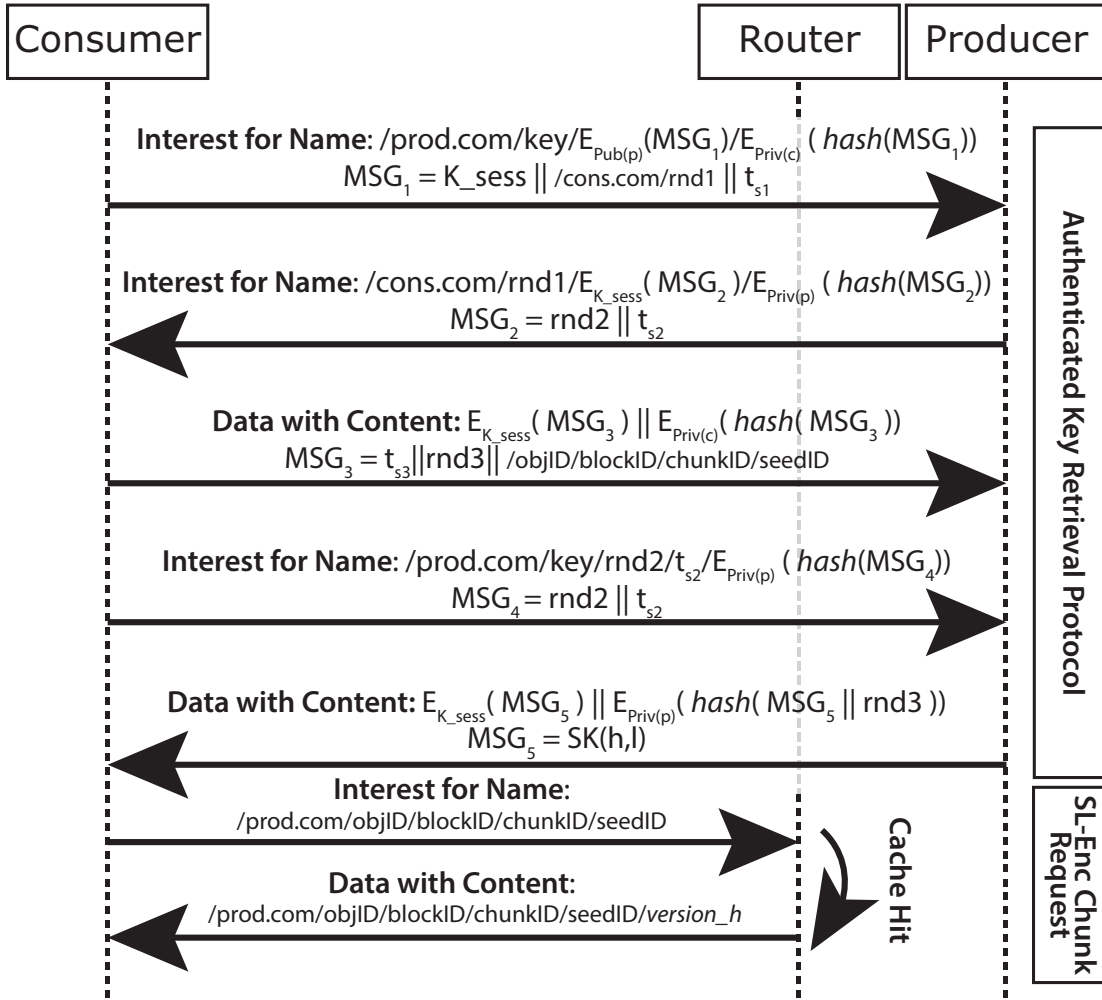 Consumer
Router
Producer
Interest for Name: /prod.com/key/E_Pub(p)(MSG_1)/E_Priv(c) ( hash(MSG_1))
MSG_1 = K_sess || /cons.com/rnd1 || t_s1
Interest for Name: /cons.com/rnd1/E_K_sess( MSG_2 )/E_Priv(p) ( hash(MSG_2))
MSG_2 = rnd2 || t_s2
Data with Content: E_K_sess( MSG_3 ) || E_Priv(c)( hash( MSG_3 ))
MSG_3 = t_s3||rnd3|| /objID/blockID/chunkID/seedID
Interest for Name: /prod.com/key/rnd2/t_s2/E_Priv(p) ( hash(MSG_4))
MSG_4 = rnd2 || t_s2
Data with Content: E_K_sess( MSG_5 ) || E_Priv(p)( hash( MSG_5 || rnd3 ))
MSG_5 = SK(h,l)
Authenticated Key Retrieval Protocol
Interest for Name:
/prod.com/objID/blockID/chunkID/seedID
Data with Content:
/prod.com/objID/blockID/chunkID/seedID/version_h
Cache Hit
SL-Enc Chunk
Request